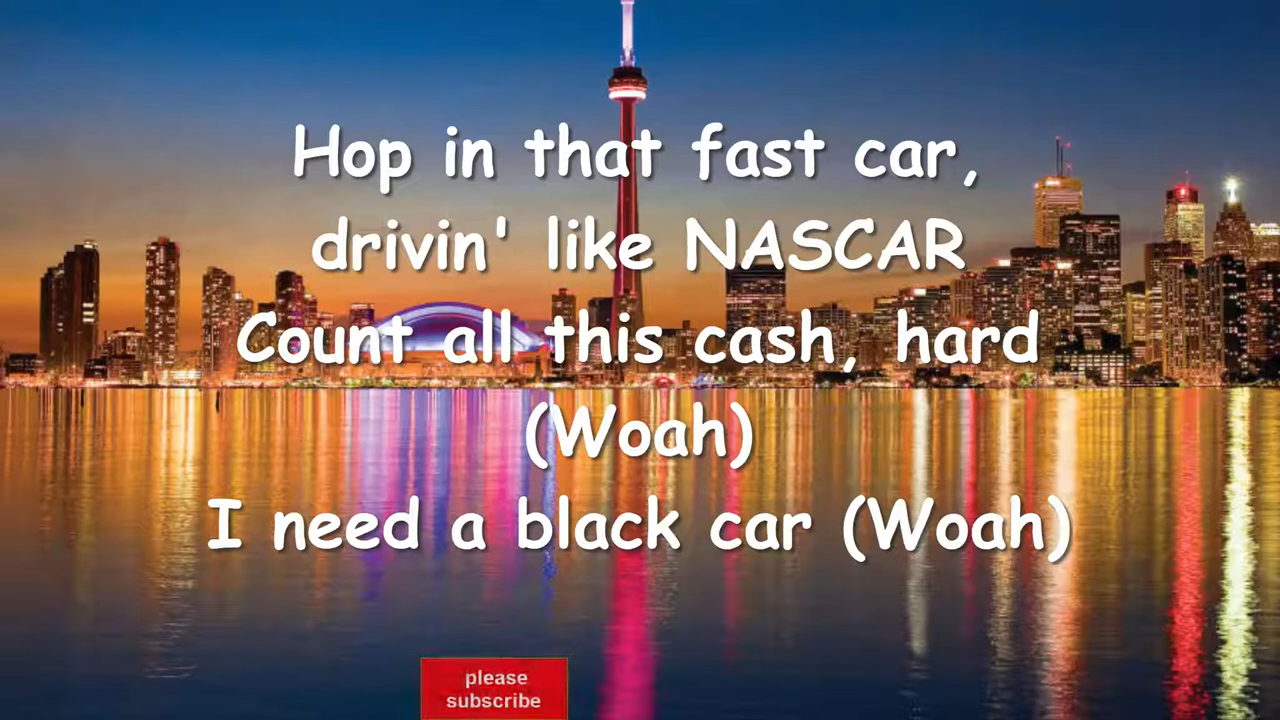 Hop in that fast car,
drivin' like NASCAR
Count all this cash, hard
(Woah)
I need a black car (Woah)
please
subscribe